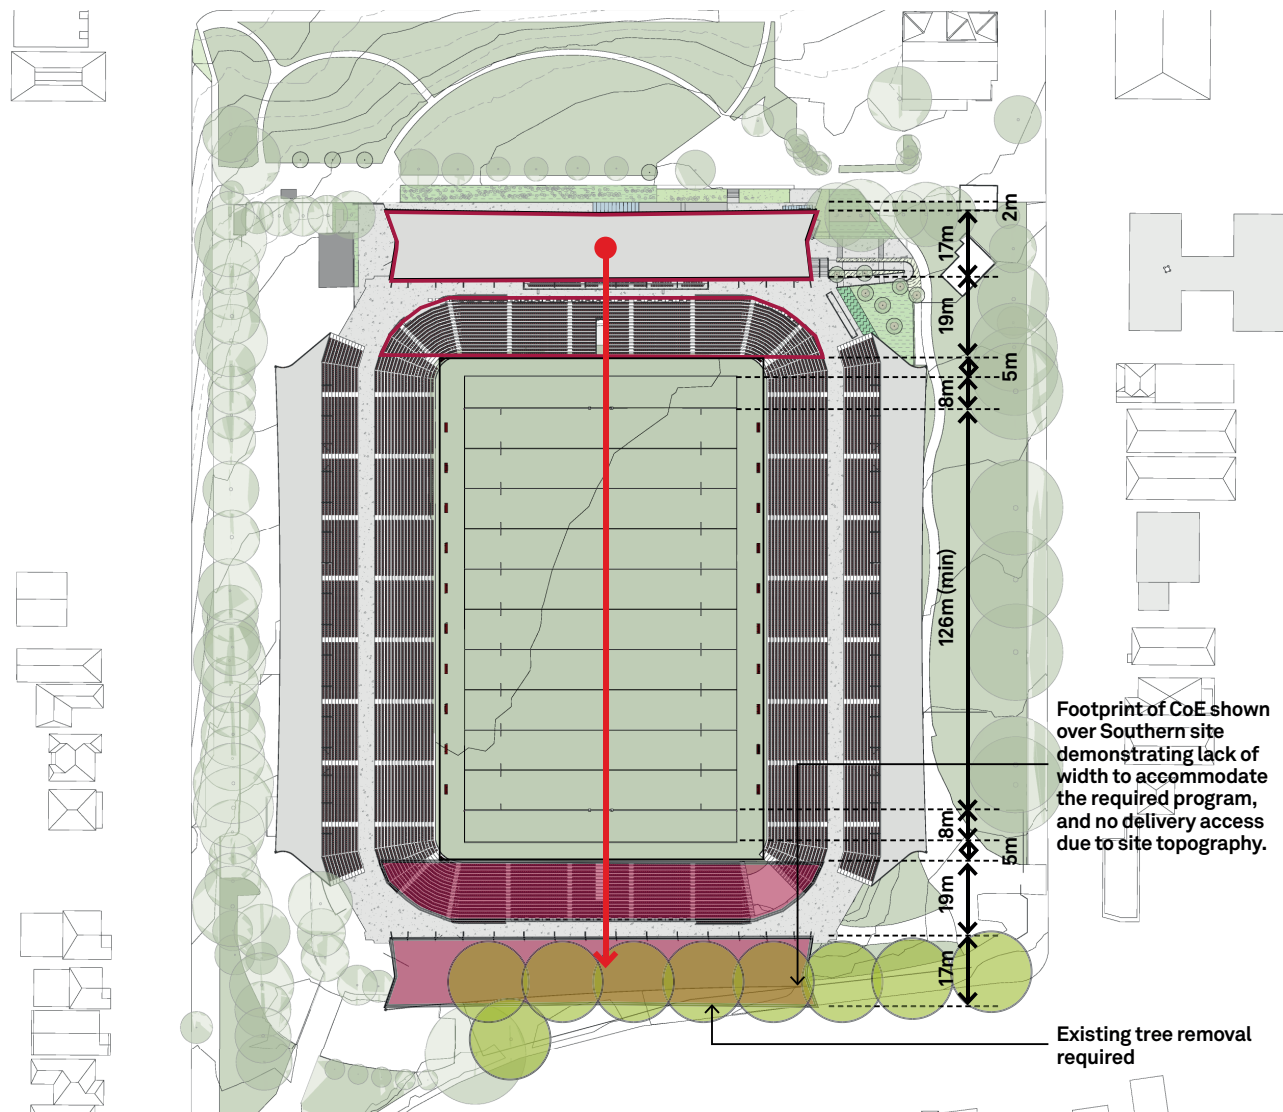 2m
17m
19m
5m
8m
126m (min)
Footprint of CoE shown
over Southern site
demonstrating lack of
width to accommodate
the required program,
and no delivery access
due to site topography.
8m
5m
19m
17m
Existing tree removal
required